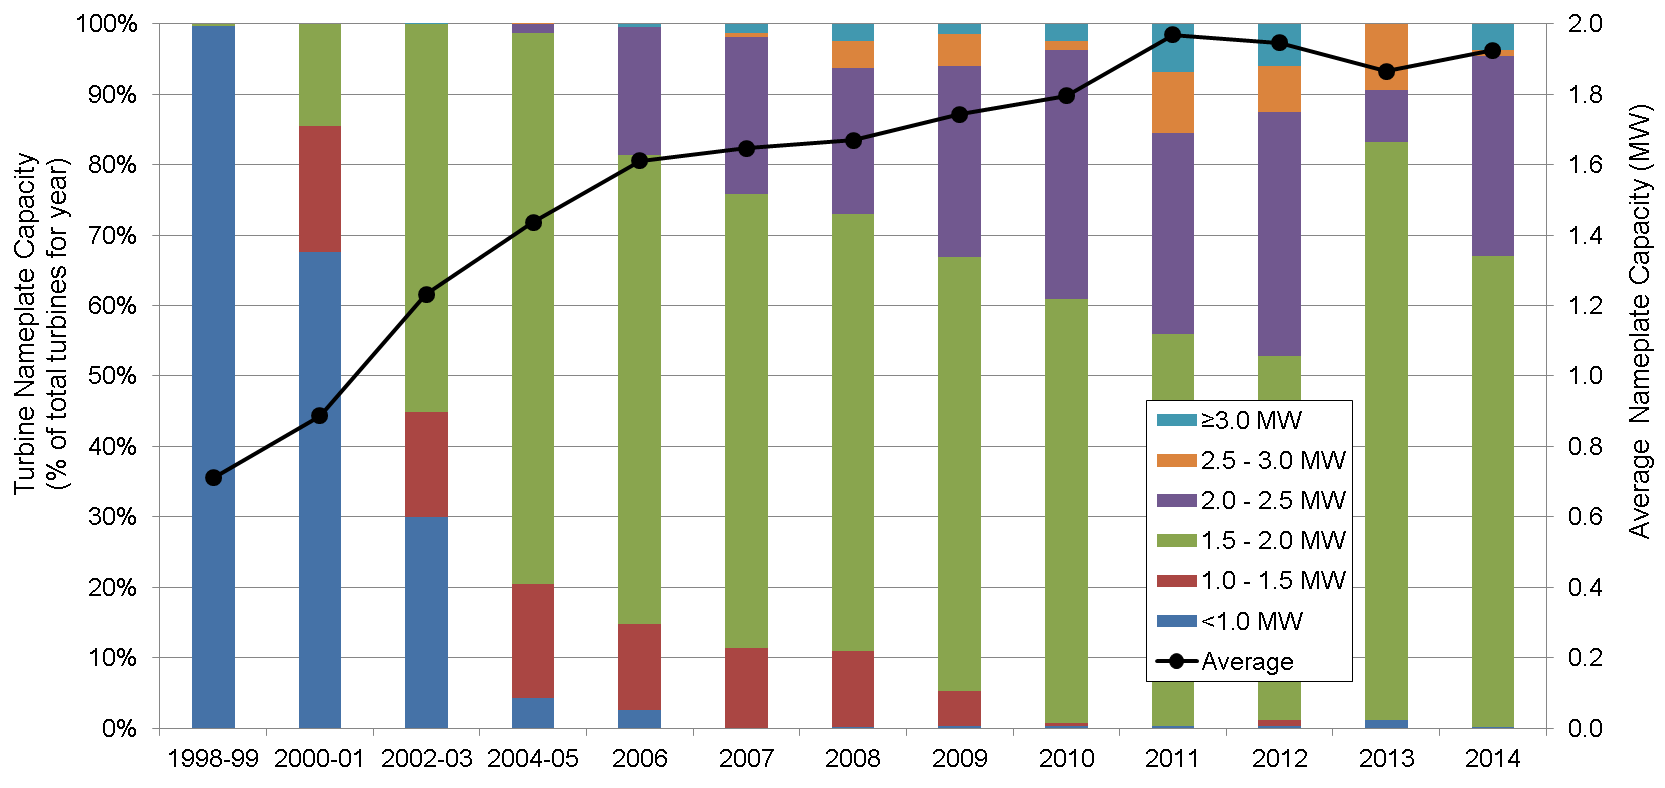 Turbine Nameplate Capacity
(% of total turbines for year)
100%
90%
80%
70%
60%
50%
40%
30%
20%
10%
0%
2.0
1.8
1.6
1.4
1.2
1.0
0.8
0.6
0.4
0.2
0.0
Average Nameplate Capacity (MW)
≥3.0 MW
2.5 - 3.0 MW
2.0 - 2.5 MW
1.5 - 2.0 MW
1.0 - 1.5 MW
<1.0 MW
Average
1998-99 2000-01 2002-03 2004-05 2006 2007 2008 2009 2010 2011 2012 2013 2014